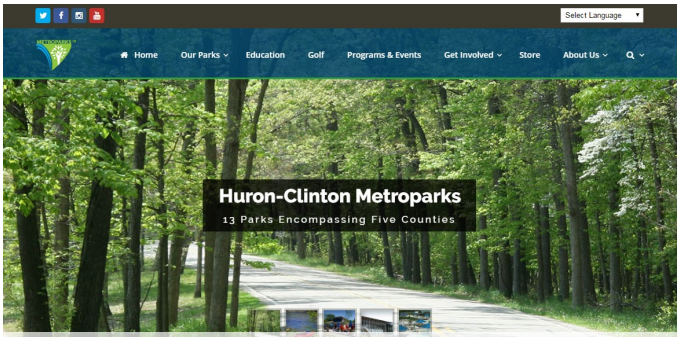 Select Language
METROPARKS
Home
Our Parks
Education
Golf
Programs & Events
Get Involved
Store
About Us
Huron-Clinton Metroparks
13 Parks Encompassing Five Counties